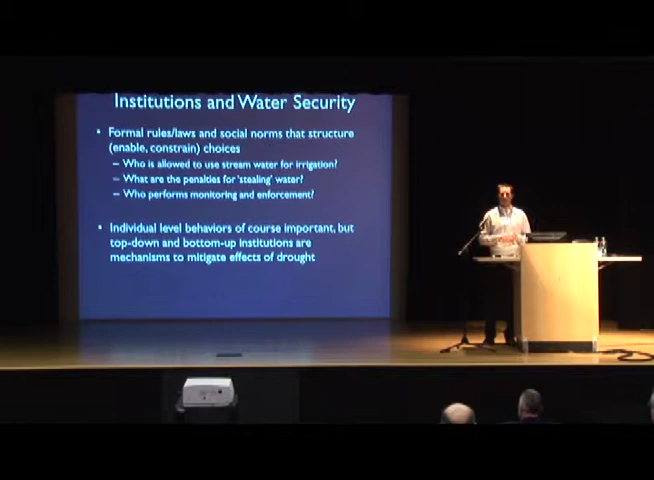 Institutions and Water Security
• Formal rules/laws and social norms that structure
(enable, constrain) choices
– Who is allowed to use stream water for irrigation?
– What are the penalties for 'stealing' water?
– Who performs monitoring and enforcement?
• Individual level behaviors of course important, but
top-down and bottom-up institutions are
mechanisms to mitigate effects of drought